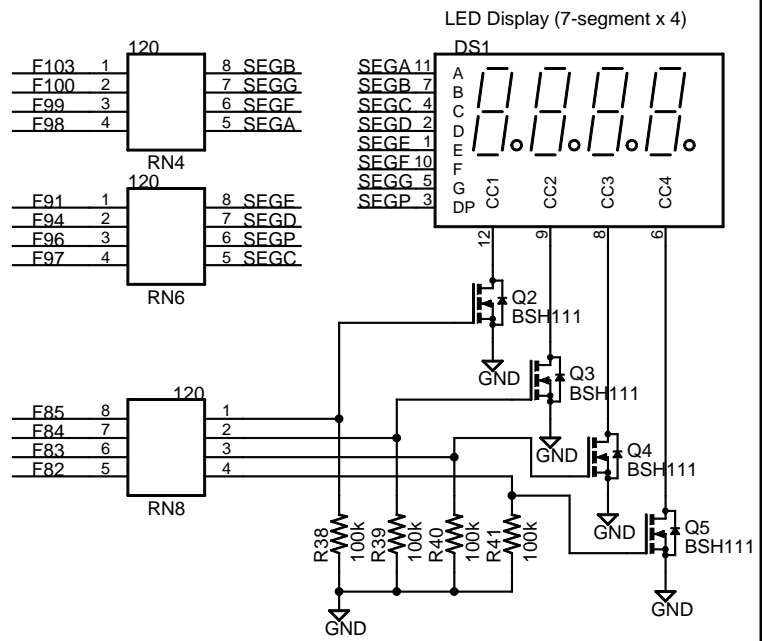 LED Display (7-segment x 4)
120
F103 1 8 SEGB
F100 2 7 SEGG
F99 3 6 SEGF
F98 4 5 SEGA
RN4
120
F91 1 8 SEGE
F94 2 7 SEGD
F96 3 6 SEGP
F97 4 5 SEGC
RN6
DS1
SEGA 11 A
SEGB 7 B
SEGC 4 C
SEGD 2 D
SEGE 1 E
SEGF 10 F
SEGG 5 G
SEGP 3 DP
CC1 CC2 CC3 CC4
12 9 8 6
Q2
BSH111
GND
Q3
BSH111
GND
Q4
BSH111
GND
Q5
BSH111
GND
120
F85 8 1
F84 7 2
F83 6 3
F82 5 4
RN8
R38 100k
R39 100k
R40 100k
R41 100k
GND